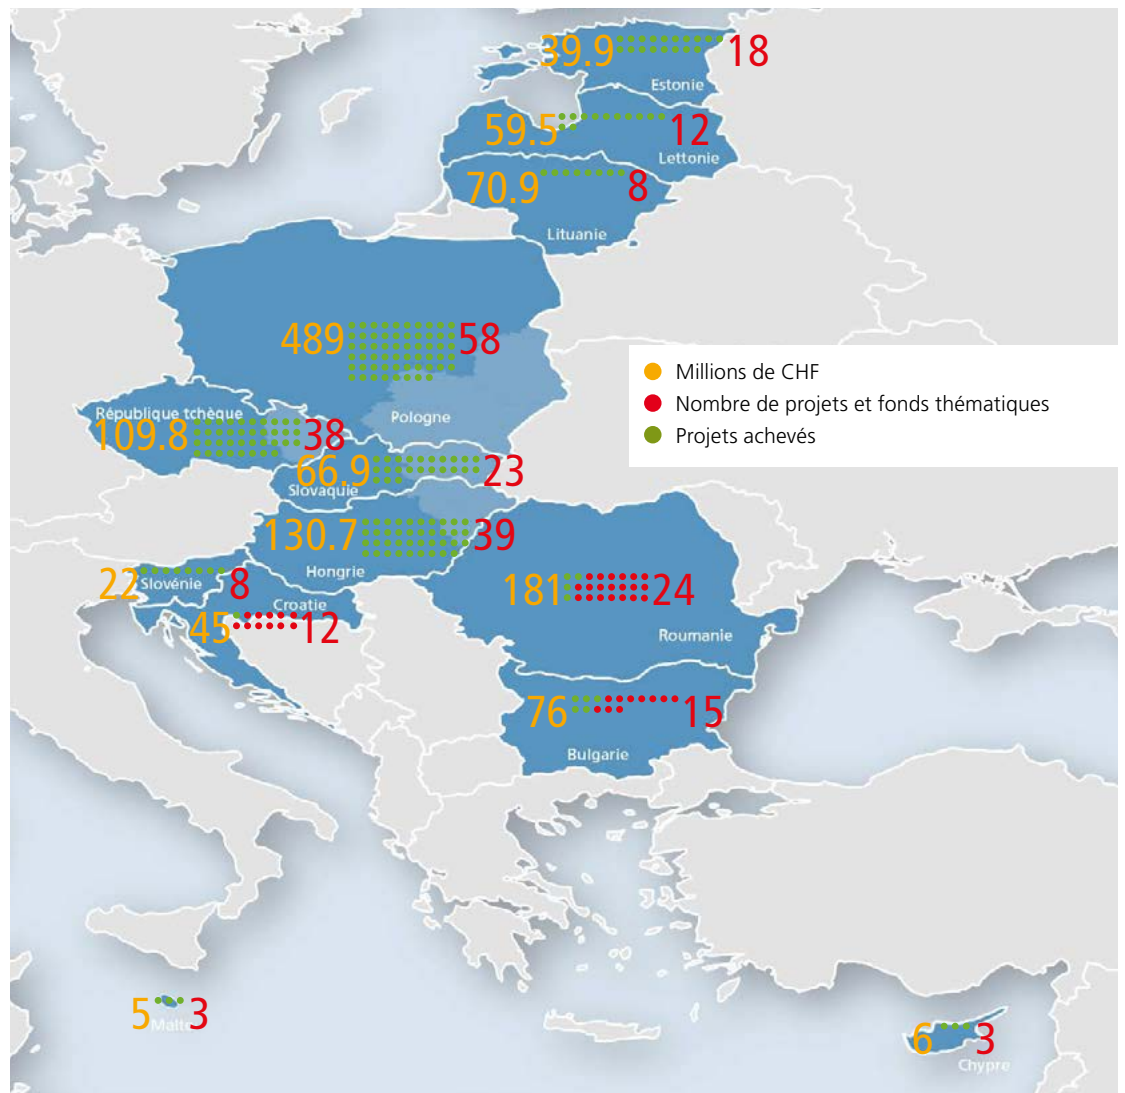 39.9 18
Estonie
59.5 12
Lettonie
70.9 8
Lituanie
489 58
Pologne
Millions de CHF
Nombre de projets et fonds thématiques
Projets achevés
République tchèque
109.8 38
66.9 23
Slovaquie
130.7 39
Hongrie
22 Slovénie 8
Croatie
45 12
181 24
Roumanie
76 15
Bulgarie
5 3
Malte
6 3
Chypre